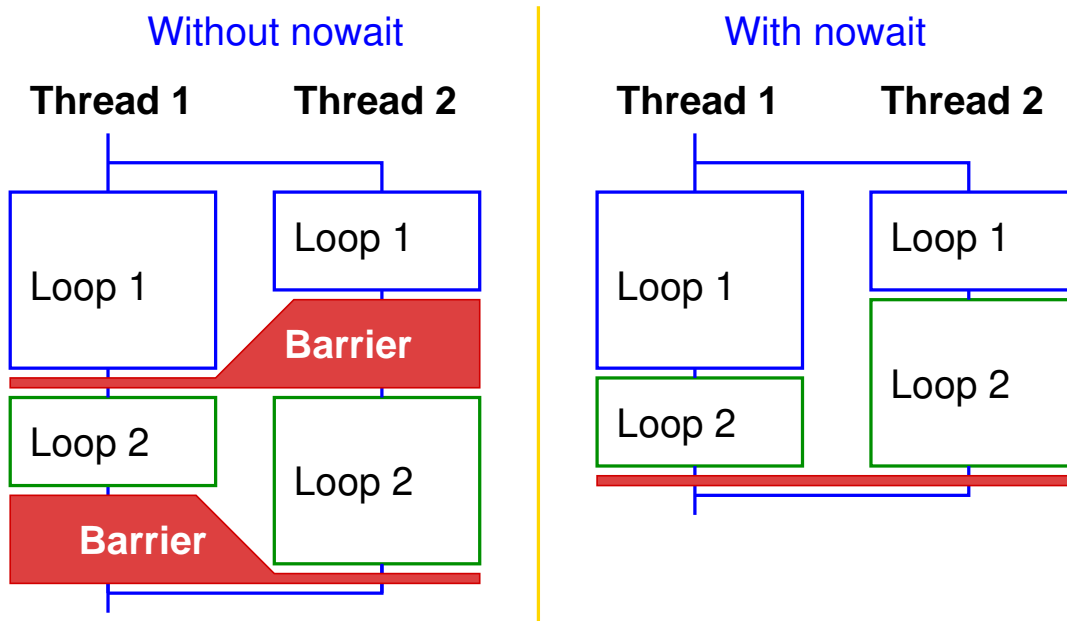 Without nowait
Thread 1 Thread 2
Loop 1
Loop 1
Barrier
Loop 2
Loop 2
Barrier
With nowait
Thread 1 Thread 2
Loop 1
Loop 1
Loop 2
Loop 2